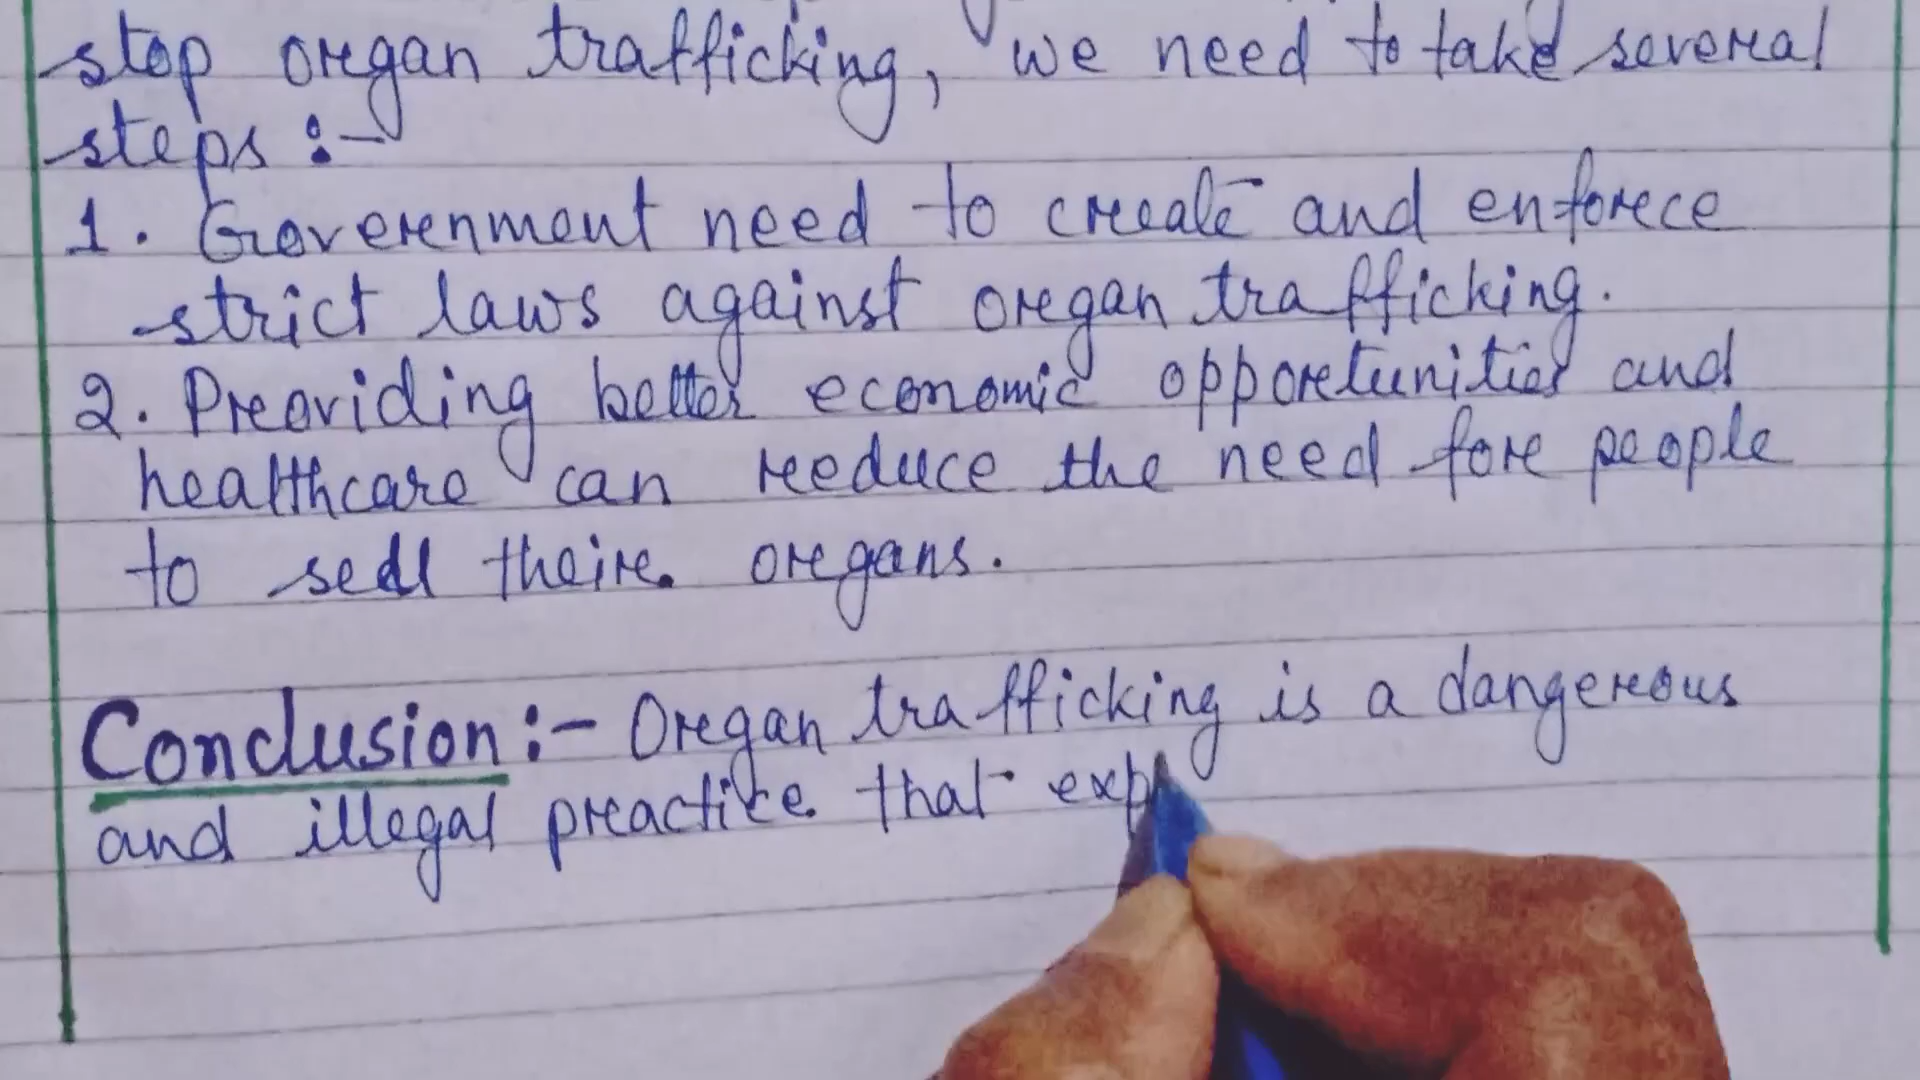 stop organ trafficking, we need to take several
steps :-
1. Government need to create and enforce
strict laws against organ trafficking.
2. Providing better economic opportunities and
healthcare can reduce the need for people
to sell their organs.
Conclusion :- Organ trafficking is a dangerous
and illegal practice that exp